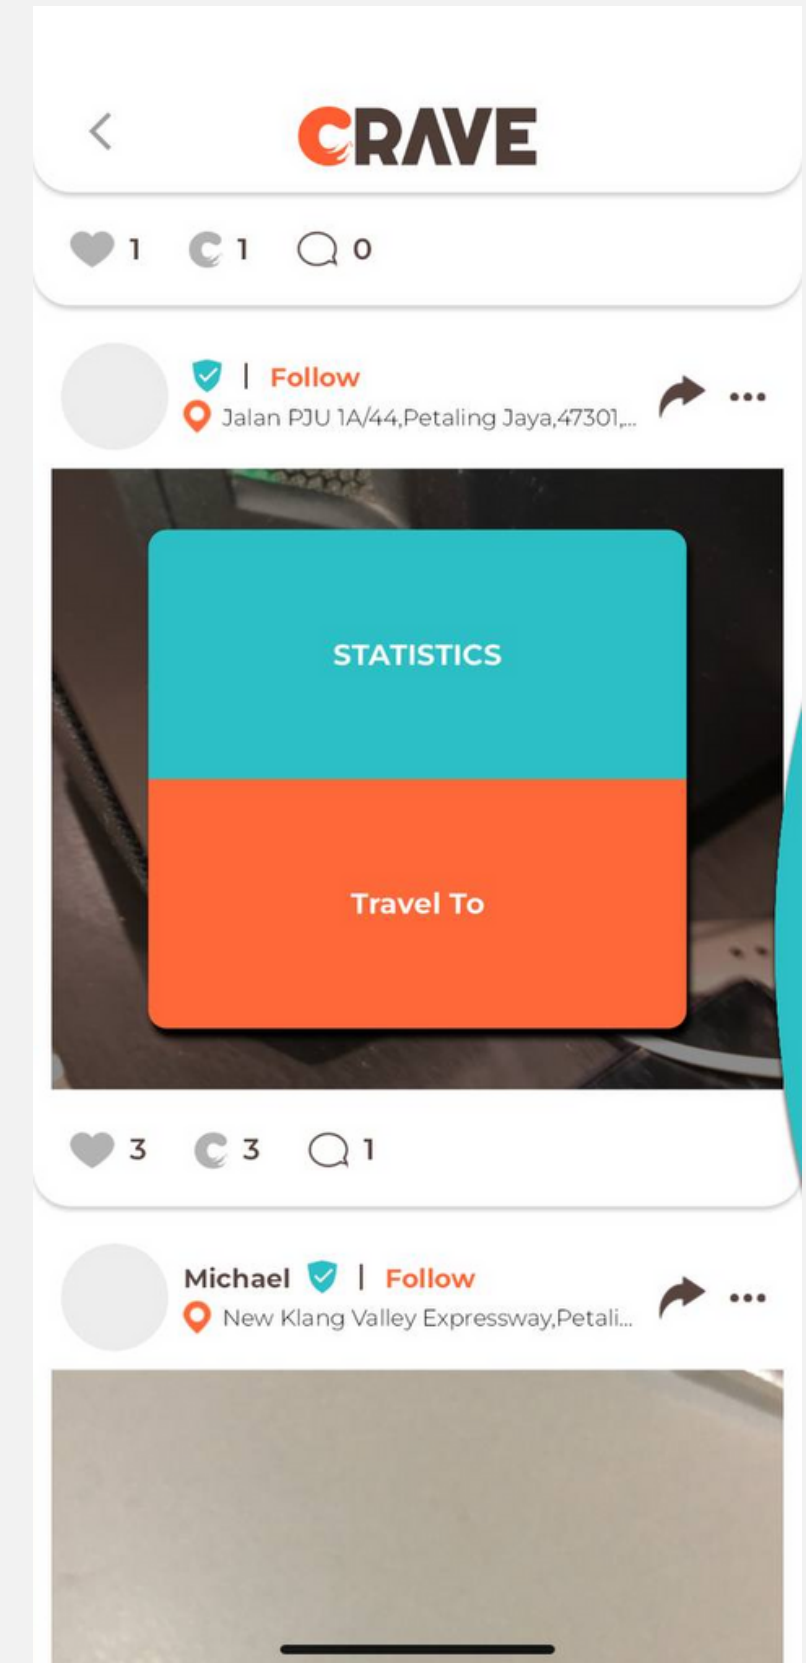 CRAVE
1 1 0
| Follow
Jalan PJU 1A/44,Petaling Jaya,47301,...
STATISTICS
Travel To
3 3 1
Michael | Follow
New Klang Valley Expressway,Petali...